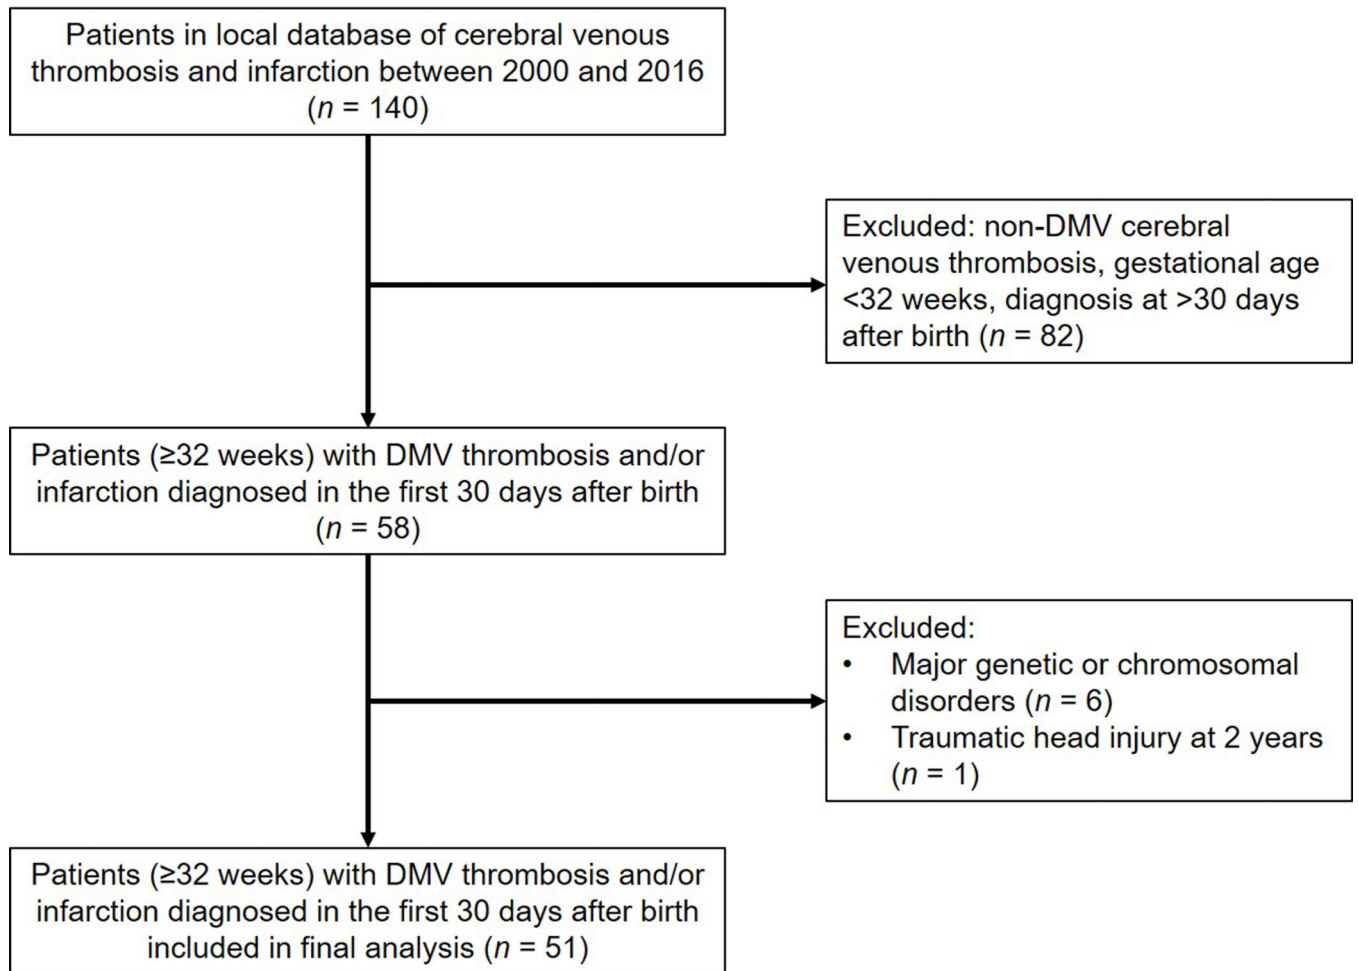 Patients in local database of cerebral venous
thrombosis and infarction between 2000 and 2016
(n = 140)
Excluded: non-DMV cerebral
venous thrombosis, gestational age
<32 weeks, diagnosis at >30 days
after birth (n = 82)
Patients (≥32 weeks) with DMV thrombosis and/or
infarction diagnosed in the first 30 days after birth
(n = 58)
Excluded:
• Major genetic or chromosomal
disorders (n = 6)
• Traumatic head injury at 2 years
(n = 1)
Patients (≥32 weeks) with DMV thrombosis and/or
infarction diagnosed in the first 30 days after birth
included in final analysis (n = 51)